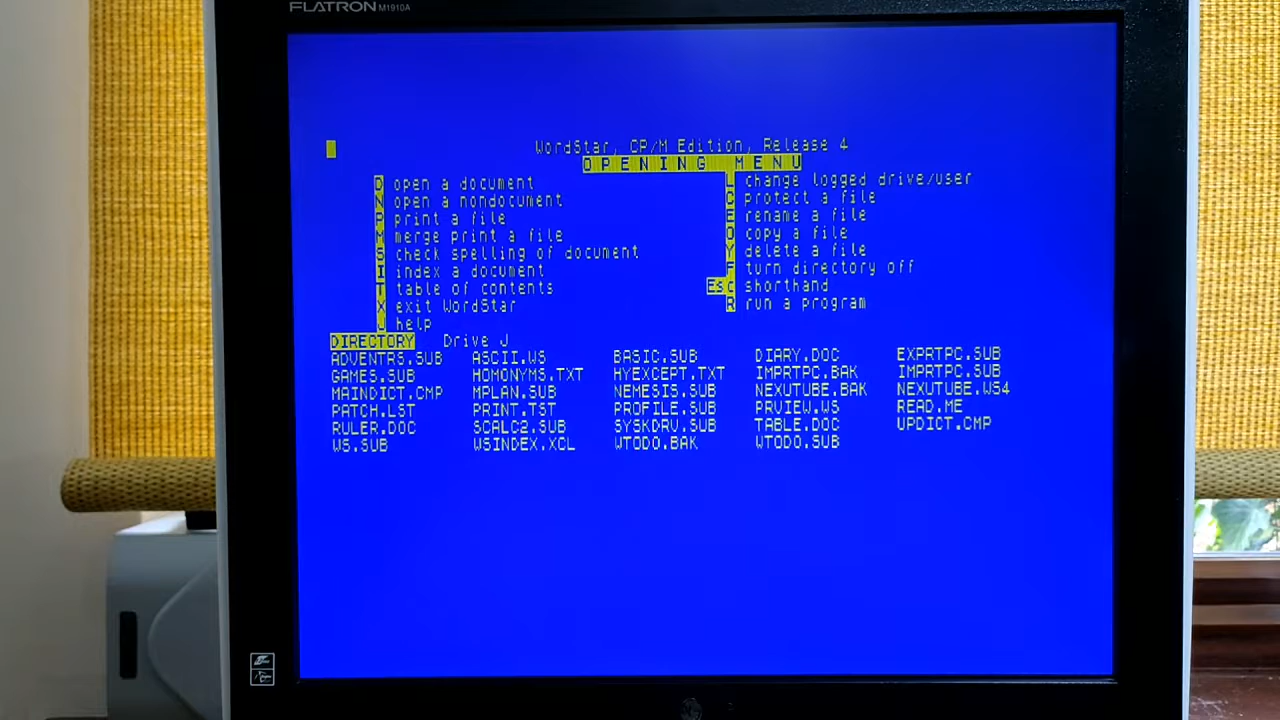 FLATRON M1910A
WordStar, CP/M Edition, Release 4
OPENING MENU
D open a document L change logged drive/user
N open a nondocument C protect a file
P print a file E rename a file
M merge print a file O copy a file
S check spelling of document Y delete a file
I index a document F turn directory off
T table of contents Esc shorthand
X exit WordStar R run a program
J help
DIRECTORY Drive J
ADVENTRS.SUB ASCII.WS BASIC.SUB DIARY.DOC EXPRTPC.SUB
GAMES.SUB HOMONYMS.TXT HYEXCEPT.TXT IMPRTPC.BAK IMPRTPC.SUB
MAINDICT.CMP MPLAN.SUB NEMESIS.SUB NEXUTUBE.BAK NEXUTUBE.WS4
PATCH.LST PRINT.TST PROFILE.SUB PRVIEW.WS READ.ME
RULER.DOC SCALC2.SUB SYSKDRV.SUB TABLE.DOC UPDICT.CMP
WS.SUB WSINDEX.XCL WTODO.BAK WTODO.SUB